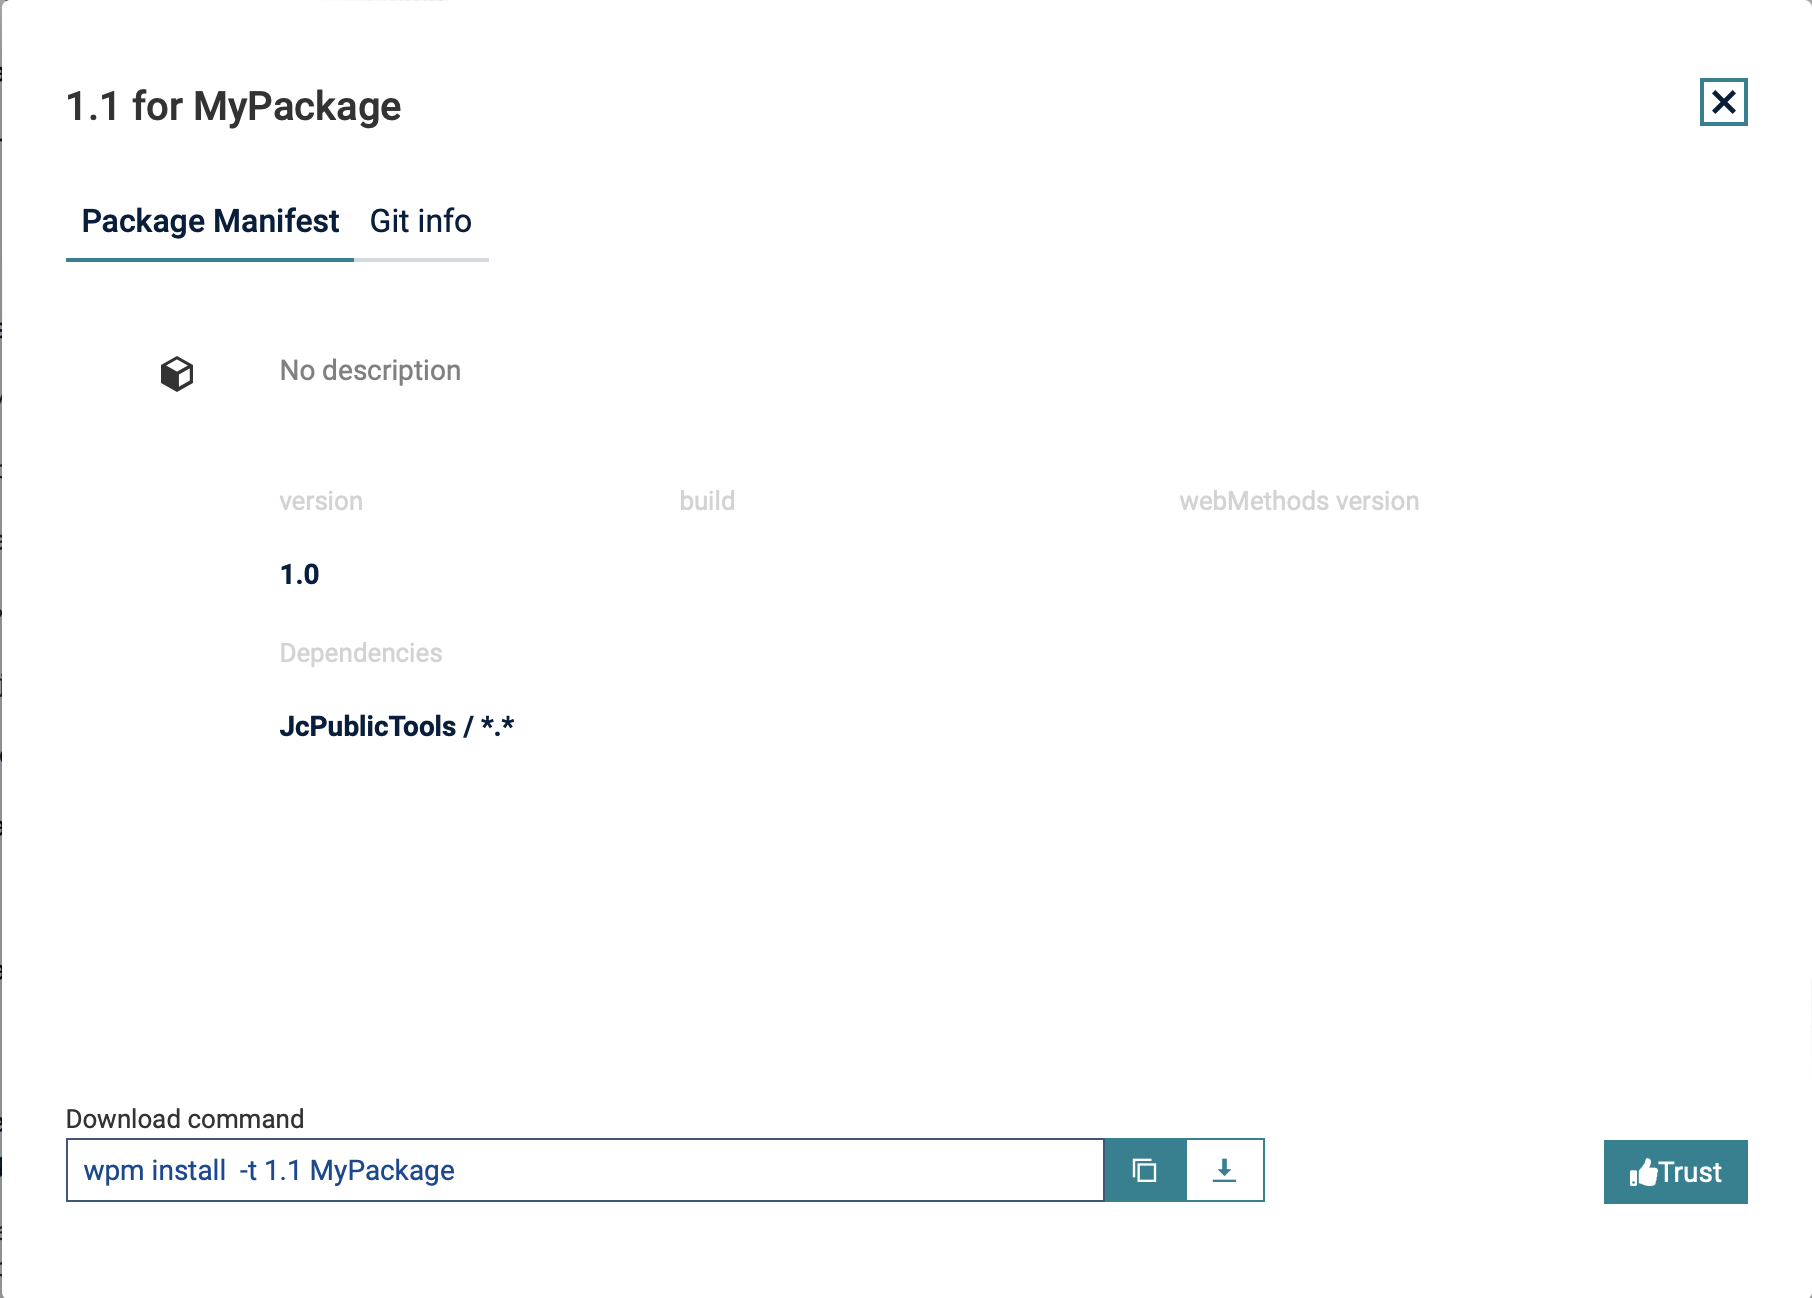 1.1 for MyPackage
Package Manifest Git info
No description
version build webMethods version
1.0
Dependencies
JcPublicTools / *.*
Download command
wpm install  -t 1.1 MyPackage
Trust